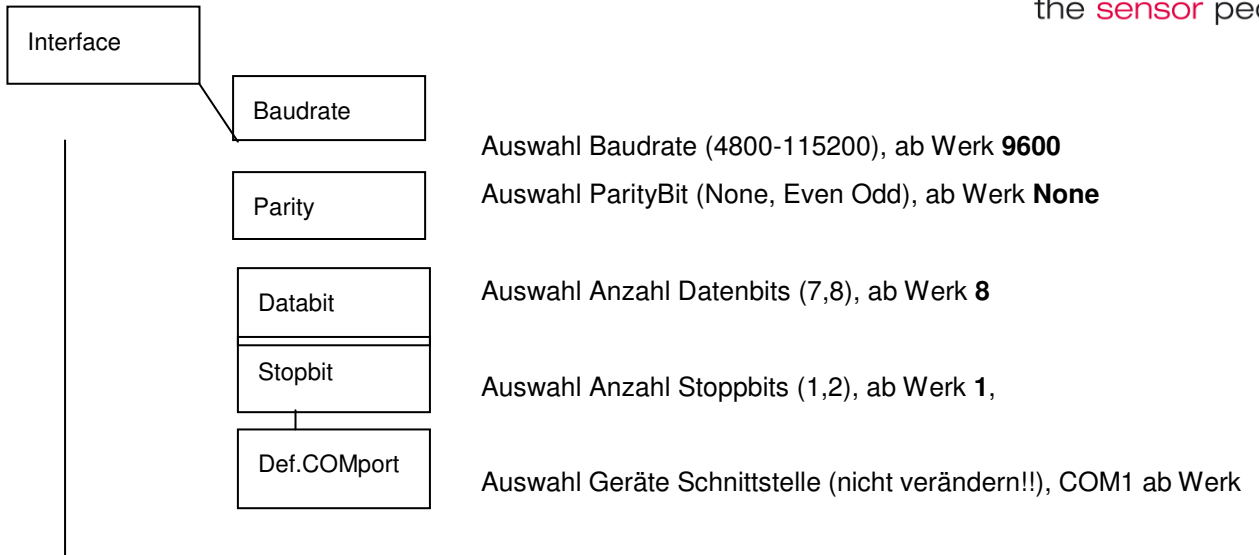 the sensor
Interface
Baudrate
Auswahl Baudrate (4800-115200), ab Werk 9600
Parity
Auswahl ParityBit (None, Even Odd), ab Werk None
Databit
Auswahl Anzahl Datenbits (7,8), ab Werk 8
Stopbit
Auswahl Anzahl Stoppbits (1,2), ab Werk 1,
Def.COMport
Auswahl Geräte Schnittstelle (nicht verändern!!), COM1 ab Werk